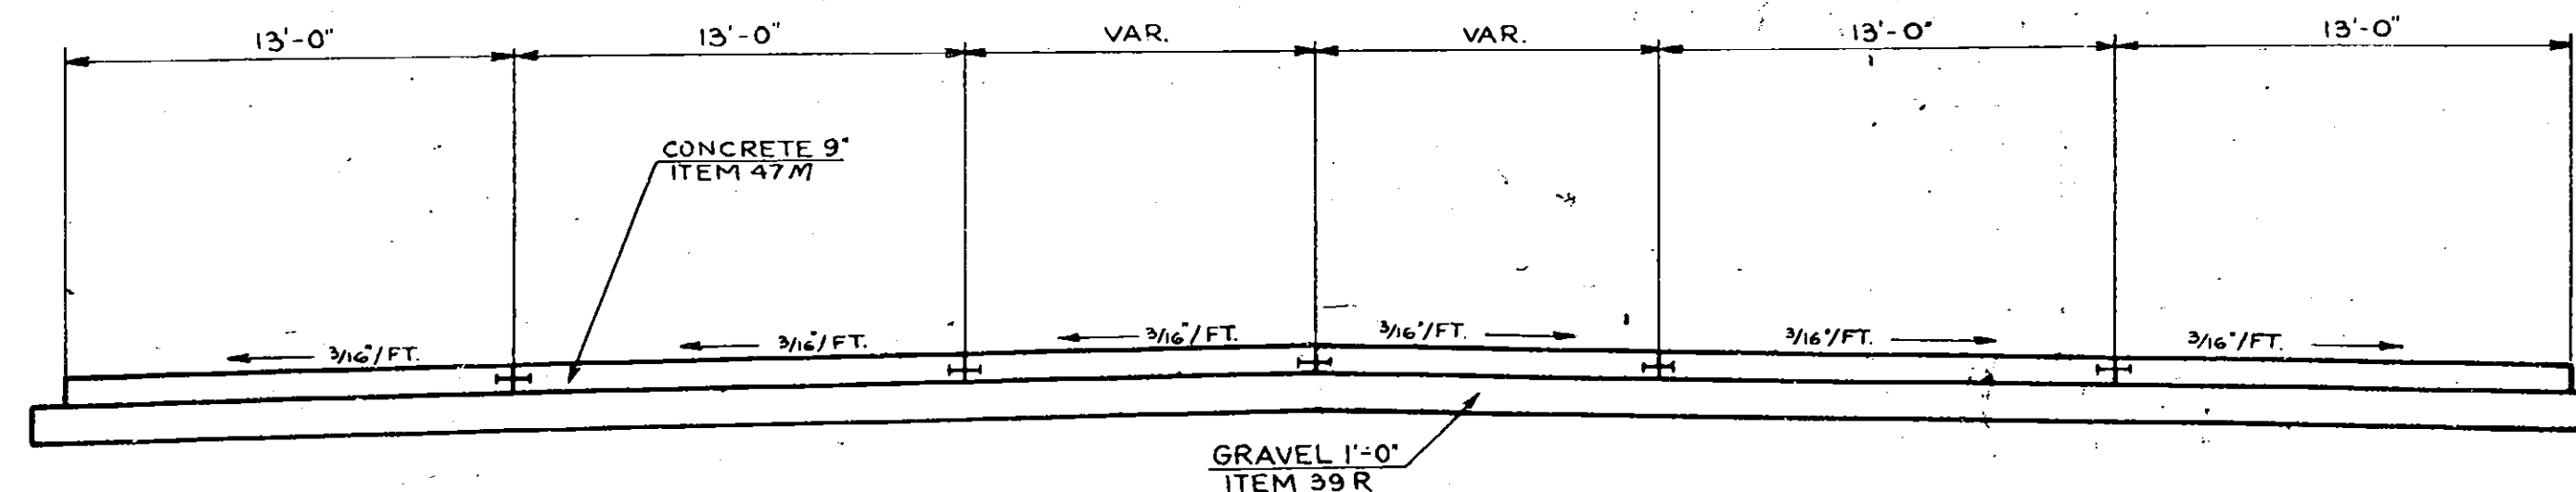 13'-0"
13'-0"
VAR.
VAR.
13'-0"
13'-0"
CONCRETE 9"
ITEM 47M
3/16"/FT.
3/16"/FT.
3/16"/FT.
3/16"/FT.
3/16"/FT.
3/16"/FT.
GRAVEL 1'-0"
ITEM 39R